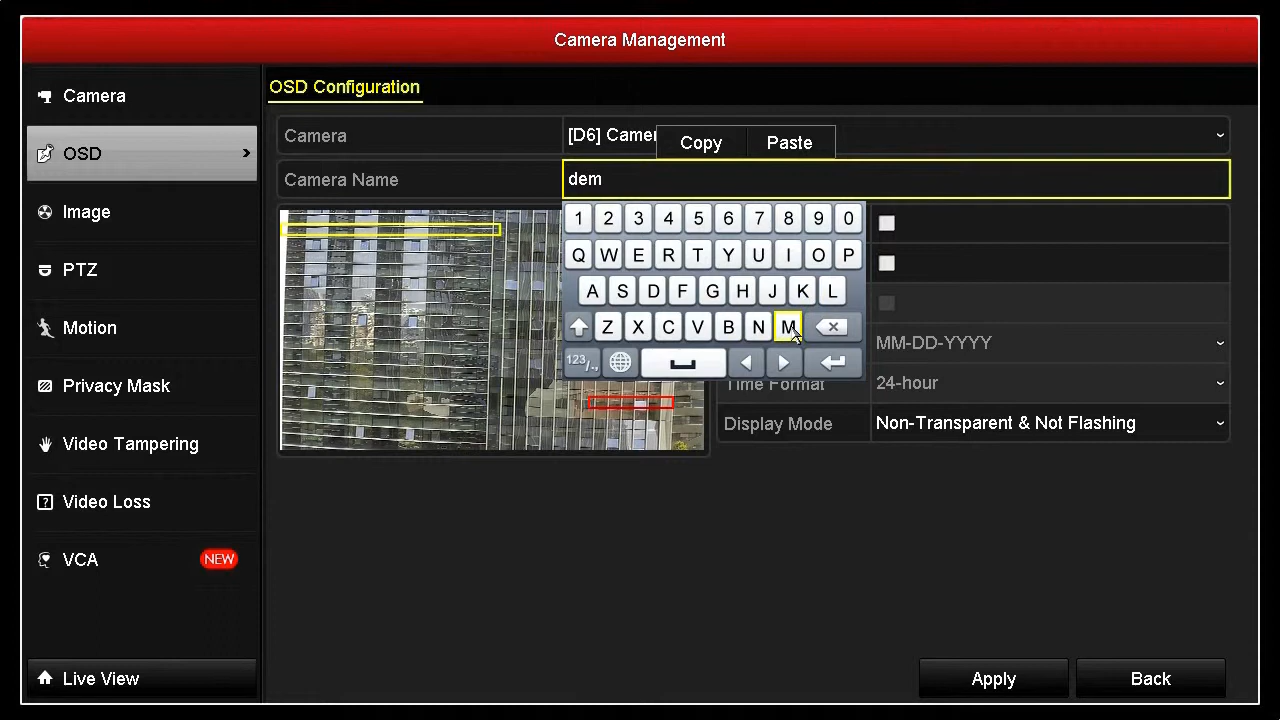 Camera Management
Camera
OSD
Image
PTZ
Motion
Privacy Mask
Video Tampering
Video Loss
VCA NEW
Live View
OSD Configuration
Camera [D6] Camer
Copy Paste
Camera Name dem
1 2 3 4 5 6 7 8 9 0
Q W E R T Y U I O P
A S D F G H J K L
Z X C V B N M
123/.,
MM-DD-YYYY
Time Format 24-hour
Display Mode Non-Transparent & Not Flashing
Apply Back